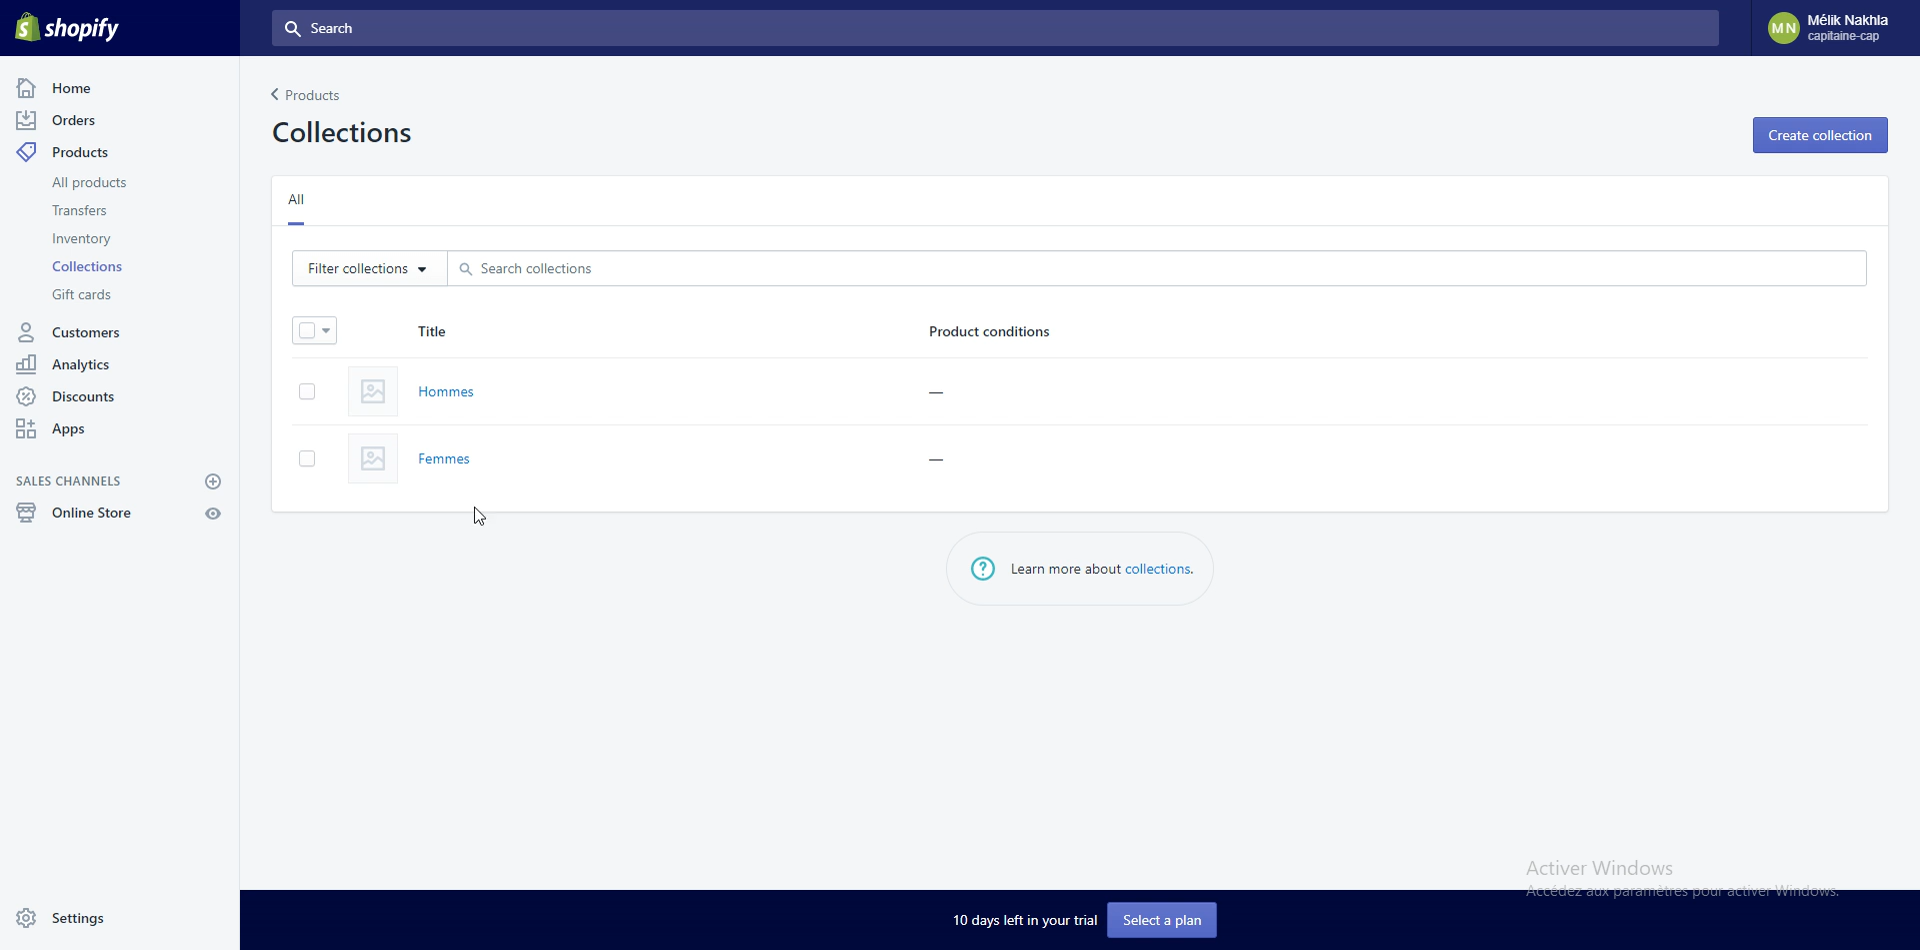 shopify
Search
MN
Mélik Nakhla
capitaine-cap
Home
Orders
Products
All products
Transfers
Inventory
Collections
Gift cards
Customers
Analytics
Discounts
Apps
SALES CHANNELS
Online Store
Settings
Products
Collections
Create collection
All
Filter collections
Search collections
Title
Product conditions
Hommes
—
Femmes
—
Learn more about collections.
Activer Windows
Accédez aux paramètres pour activer Windows.
10 days left in your trial
Select a plan